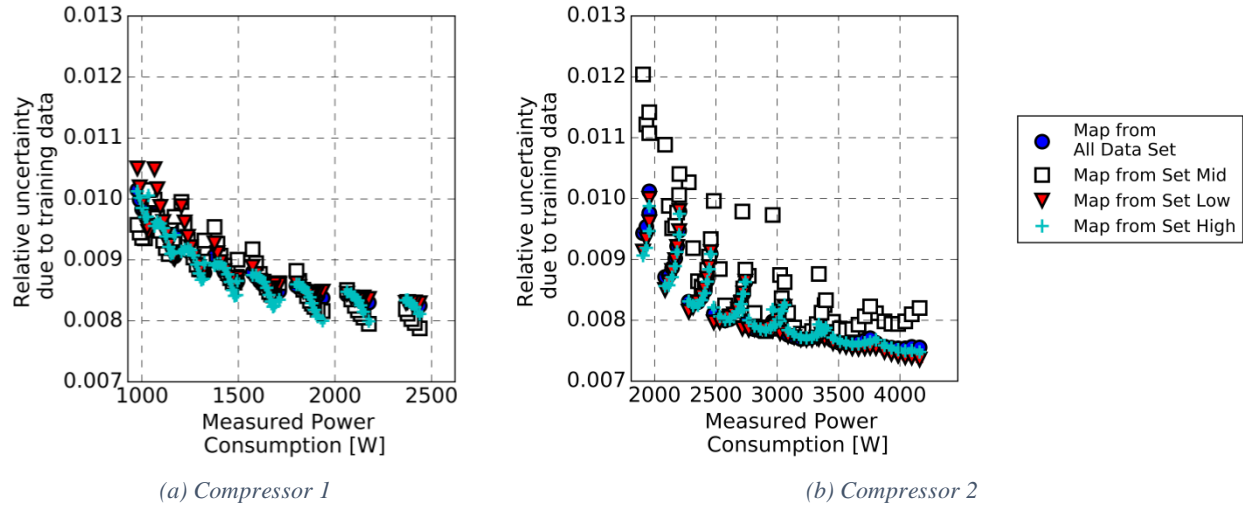 0.013
0.012
0.011
0.010
0.009
0.008
0.007
Relative uncertainty
due to training data
1000 1500 2000 2500
Measured Power
Consumption [W]
(a) Compressor 1
0.013
0.012
0.011
0.010
0.009
0.008
0.007
Relative uncertainty
due to training data
2000 2500 3000 3500 4000
Measured Power
Consumption [W]
(b) Compressor 2
Map from
All Data Set
Map from Set Mid
Map from Set Low
Map from Set High